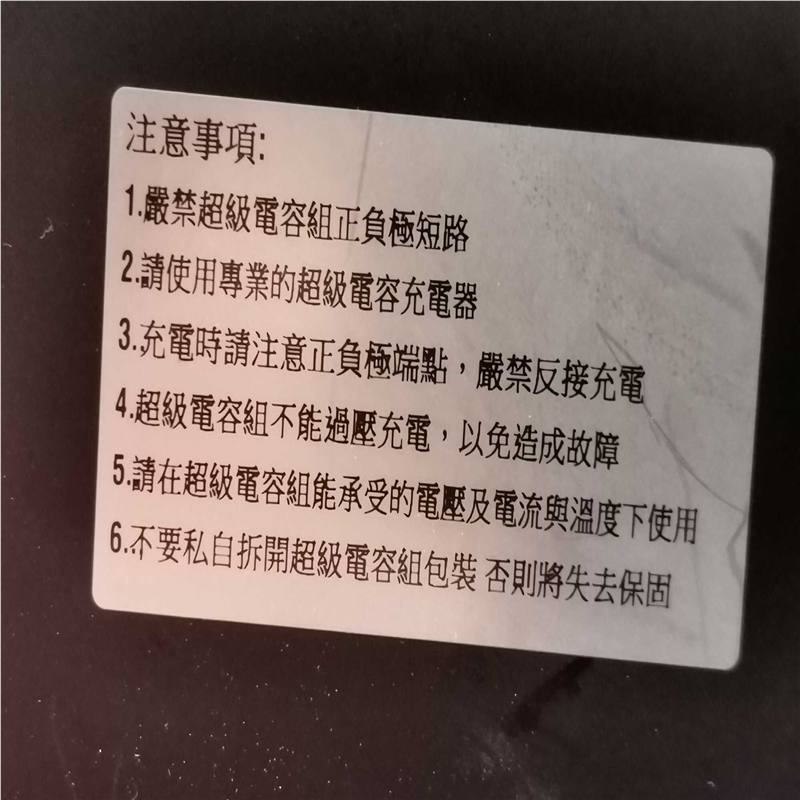 注意事項:
1.嚴禁超級電容組正負極短路
2.請使用專業的超級電容充電器
3.充電時請注意正負極端點，嚴禁反接充電
4.超級電容組不能過壓充電，以免造成故障
5.請在超級電容組能承受的電壓及電流與溫度下使用
6.不要私自拆開超級電容組包裝 否則將失去保固